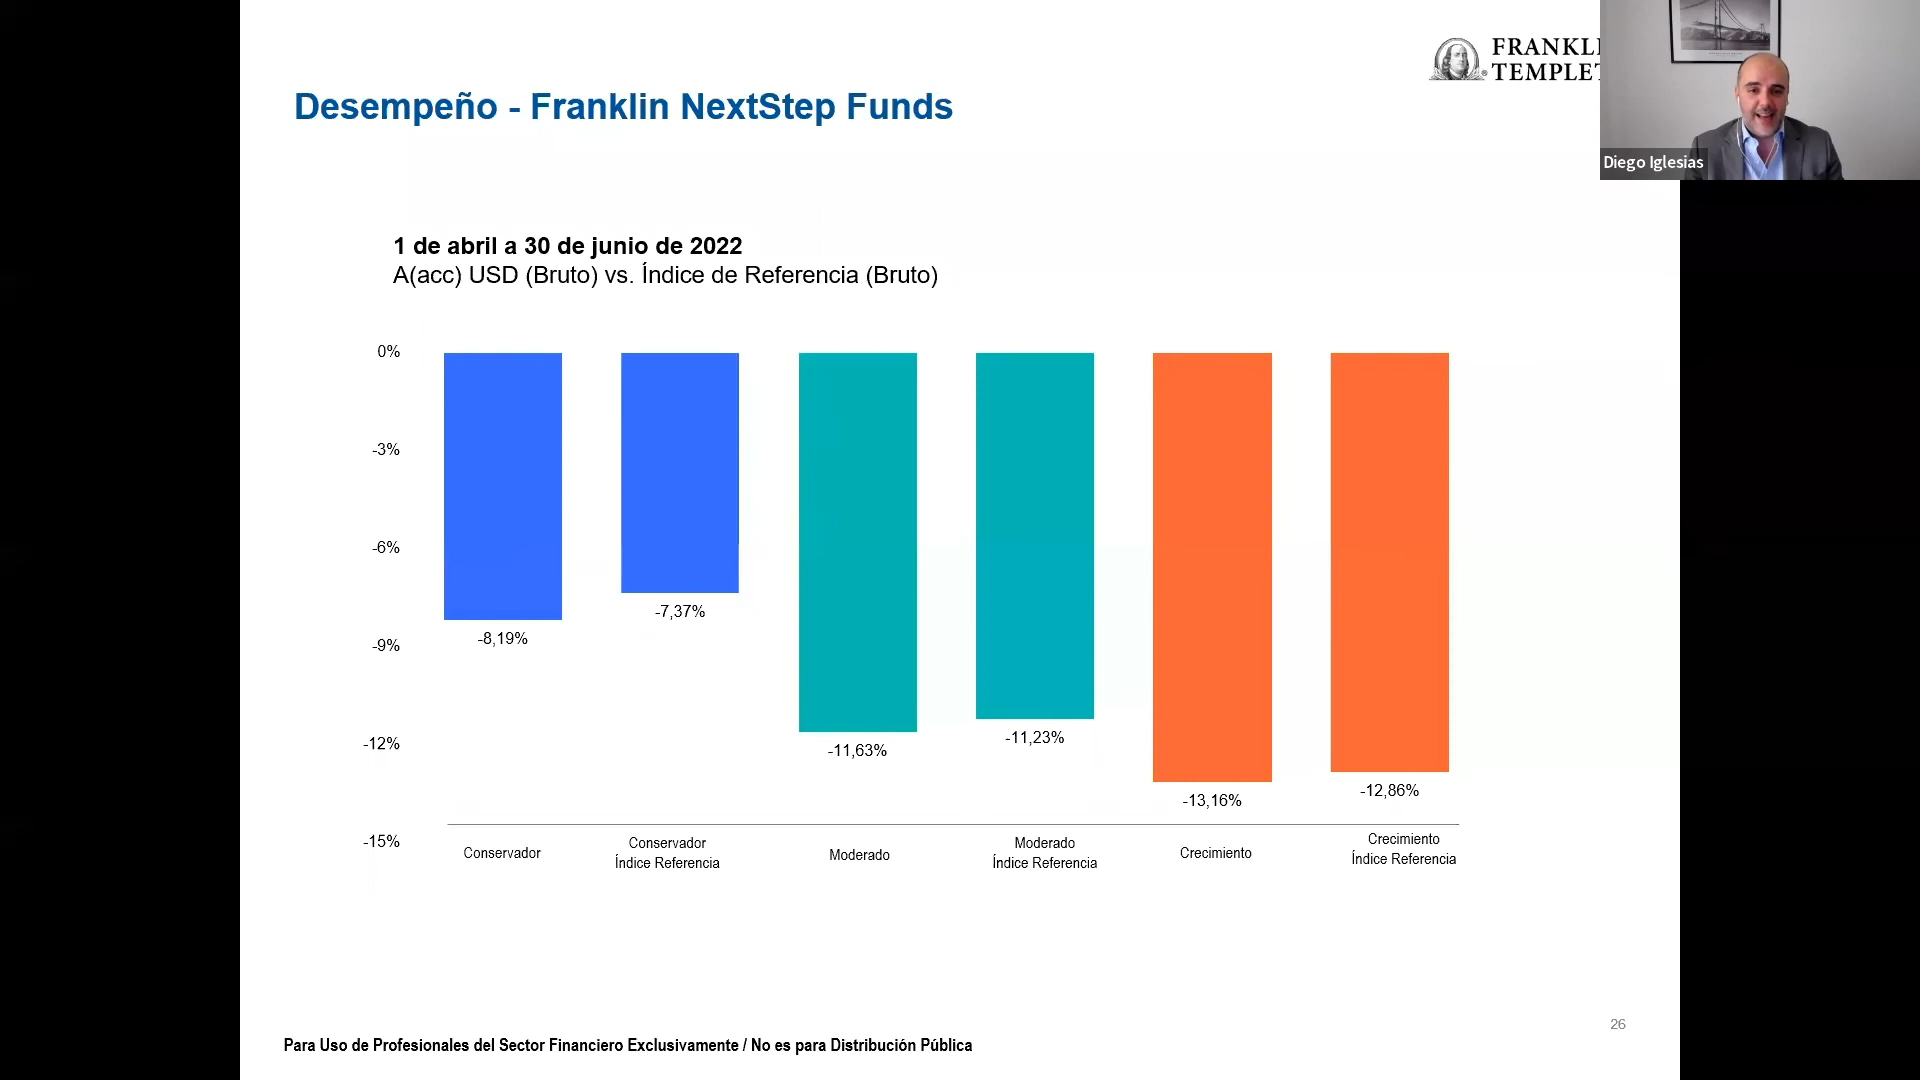 FRANKLI
TEMPLET
Desempeño - Franklin NextStep Funds
Diego Iglesias
1 de abril a 30 de junio de 2022
A(acc) USD (Bruto) vs. Índice de Referencia (Bruto)
0%
-3%
-6%
-9%
-12%
-15%
-8,19%
-7,37%
-11,63%
-11,23%
-13,16%
-12,86%
Conservador
Conservador
Índice Referencia
Moderado
Moderado
Índice Referencia
Crecimiento
Crecimiento
Índice Referencia
26
Para Uso de Profesionales del Sector Financiero Exclusivamente / No es para Distribución Pública